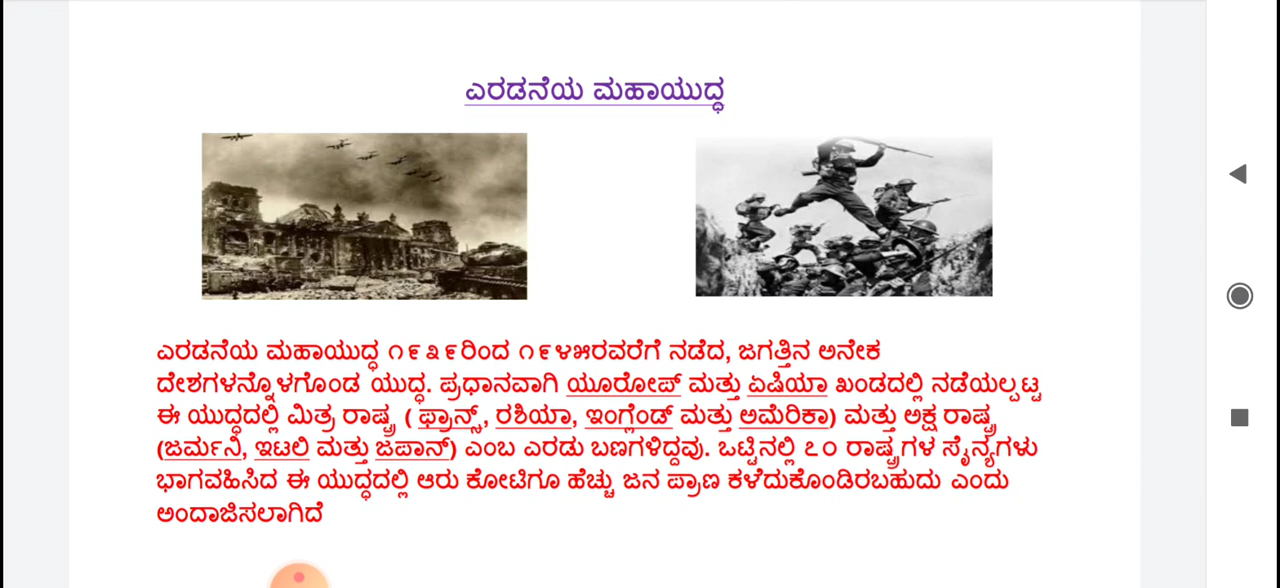 ಎರಡನೆಯ ಮಹಾಯುದ್ಧ
ಎರಡನೆಯ ಮಹಾಯುದ್ಧ ೧೯೩೯ರಿಂದ ೧೯೪೫ರವರೆಗೆ ನಡೆದ, ಜಗತ್ತಿನ ಅನೇಕ
ದೇಶಗಳನ್ನೊಳಗೊಂಡ ಯುದ್ಧ. ಪ್ರಧಾನವಾಗಿ ಯೂರೋಪ್ ಮತ್ತು ಏಷಿಯಾ ಖಂಡದಲ್ಲಿ ನಡೆಯಲ್ಪಟ್ಟ
ಈ ಯುದ್ಧದಲ್ಲಿ ಮಿತ್ರ ರಾಷ್ಟ್ರ ( ಫ್ರಾನ್ಸ್, ರಶಿಯಾ, ಇಂಗ್ಲೆಂಡ್ ಮತ್ತು ಅಮೆರಿಕಾ) ಮತ್ತು ಅಕ್ಷ ರಾಷ್ಟ್ರ
(ಜರ್ಮನಿ, ಇಟಲಿ ಮತ್ತು ಜಪಾನ್) ಎಂಬ ಎರಡು ಬಣಗಳಿದ್ದವು. ಒಟ್ಟಿನಲ್ಲಿ ೭೦ ರಾಷ್ಟ್ರಗಳ ಸೈನ್ಯಗಳು
ಭಾಗವಹಿಸಿದ ಈ ಯುದ್ಧದಲ್ಲಿ ಆರು ಕೋಟಿಗೂ ಹೆಚ್ಚು ಜನ ಪ್ರಾಣ ಕಳೆದುಕೊಂಡಿರಬಹುದು ಎಂದು
ಅಂದಾಜಿಸಲಾಗಿದೆ